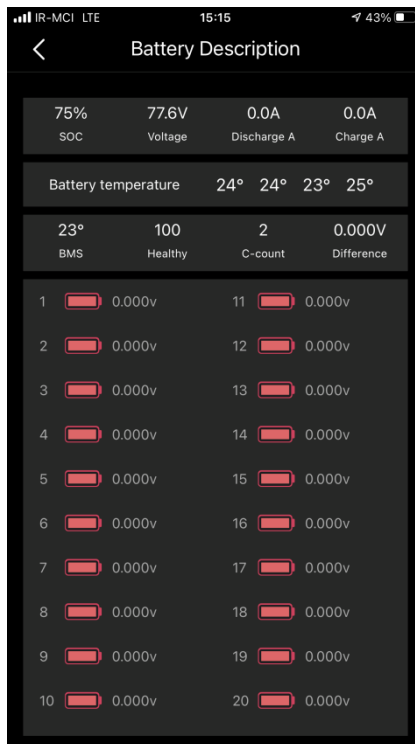 IR-MCI LTE 15:15 43%
Battery Description
75% 77.6V 0.0A 0.0A
SOC Voltage Discharge A Charge A
Battery temperature 24° 24° 23° 25°
23° 100 2 0.000V
BMS Healthy C-count Difference
1 0.000v 11 0.000v
2 0.000v 12 0.000v
3 0.000v 13 0.000v
4 0.000v 14 0.000v
5 0.000v 15 0.000v
6 0.000v 16 0.000v
7 0.000v 17 0.000v
8 0.000v 18 0.000v
9 0.000v 19 0.000v
10 0.000v 20 0.000v